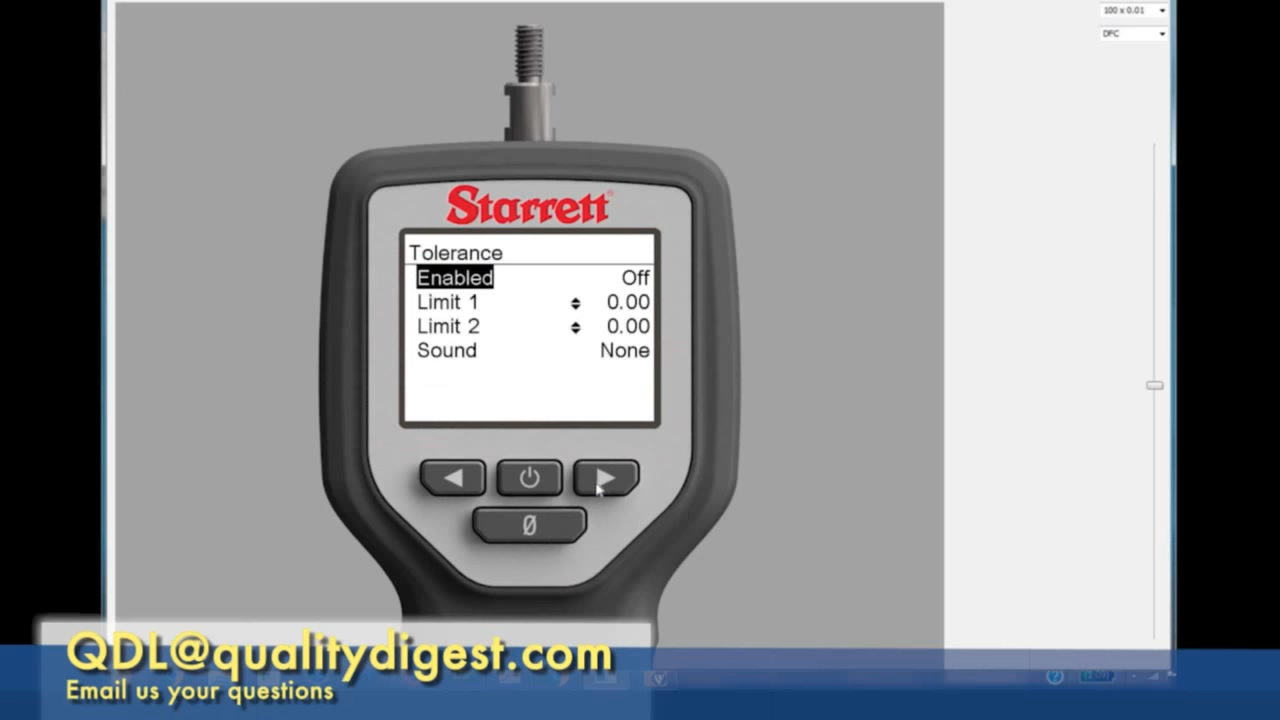 100 x 0.01
DFC
Starrett
Tolerance
Enabled Off
Limit 1 0.00
Limit 2 0.00
Sound None
0
QDL@qualitydigest.com
Email us your questions